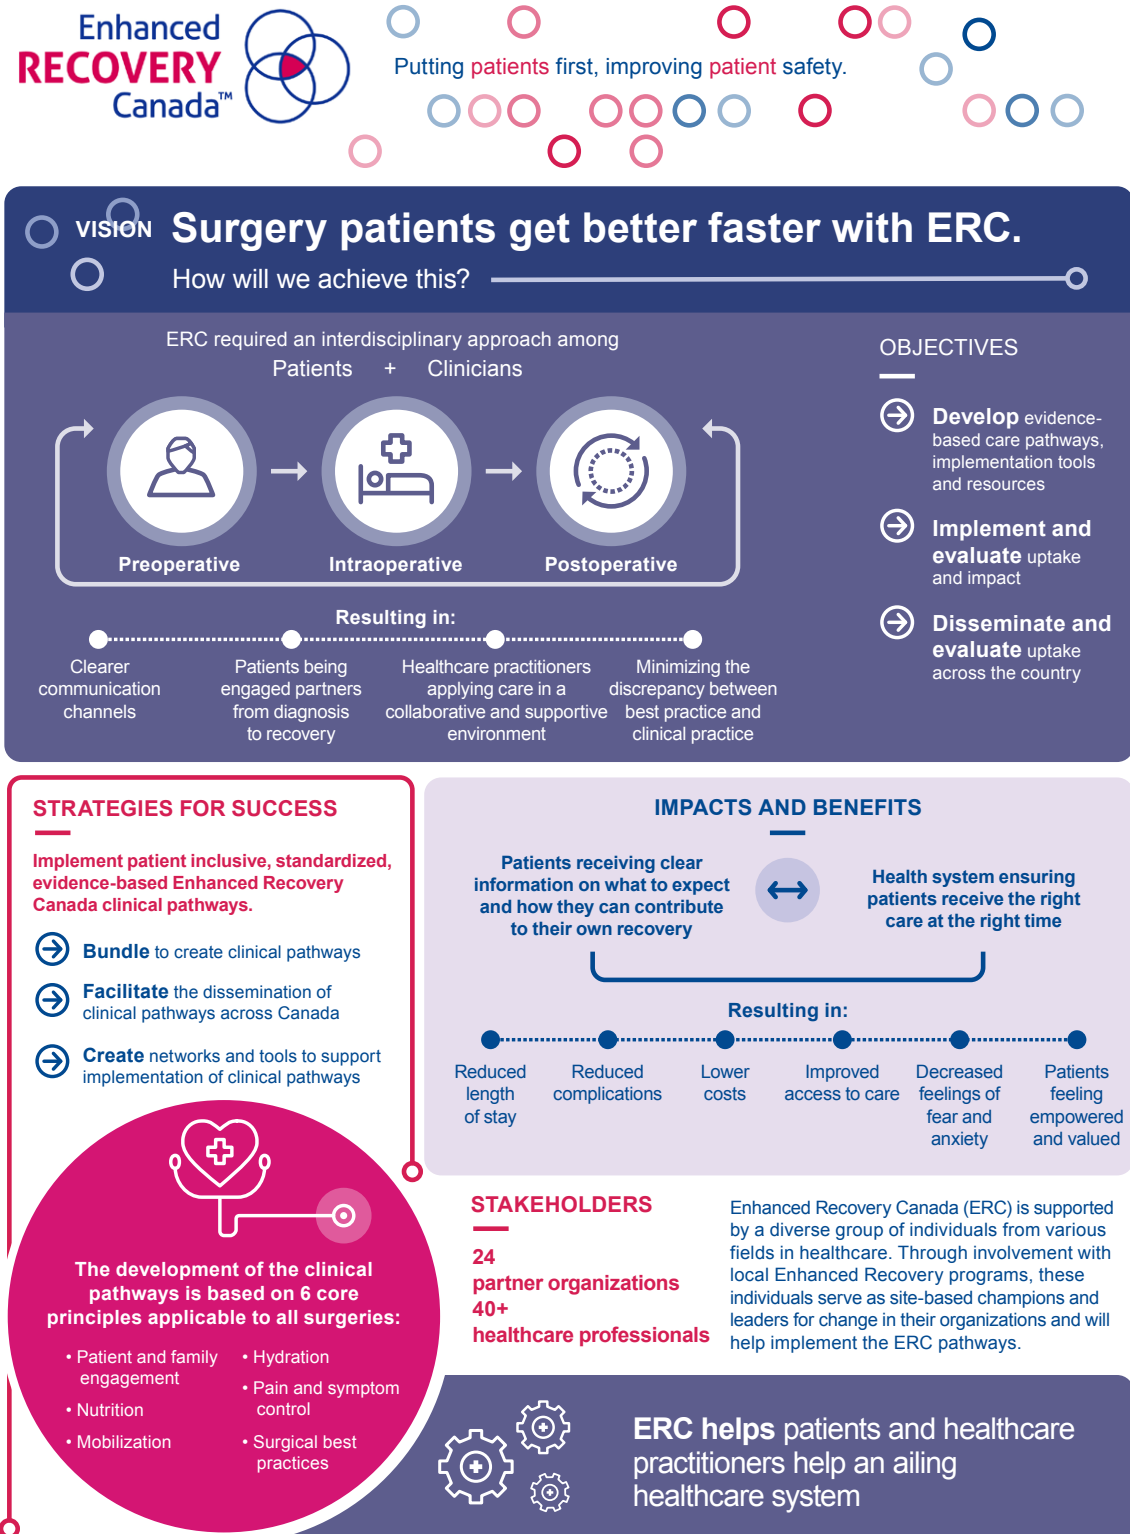 Enhanced
RECOVERY
Canada™
Putting patients first, improving patient safety.
VISION
Surgery patients get better faster with ERC.
How will we achieve this?
ERC required an interdisciplinary approach among
Patients + Clinicians
Preoperative
Intraoperative
Postoperative
Resulting in:
Clearer
communication
channels
Patients being
engaged partners
from diagnosis
to recovery
Healthcare practitioners
applying care in a
collaborative and supportive
environment
Minimizing the
discrepancy between
best practice and
clinical practice
OBJECTIVES
Develop evidence-
based care pathways,
implementation tools
and resources
Implement and
evaluate uptake
and impact
Disseminate and
evaluate uptake
across the country
STRATEGIES FOR SUCCESS
Implement patient inclusive, standardized,
evidence-based Enhanced Recovery
Canada clinical pathways.
Bundle to create clinical pathways
Facilitate the dissemination of
clinical pathways across Canada
Create networks and tools to support
implementation of clinical pathways
The development of the clinical
pathways is based on 6 core
principles applicable to all surgeries:
• Patient and family
engagement
• Nutrition
• Mobilization
• Hydration
• Pain and symptom
control
• Surgical best
practices
IMPACTS AND BENEFITS
Patients receiving clear
information on what to expect
and how they can contribute
to their own recovery
Health system ensuring
patients receive the right
care at the right time
Resulting in:
Reduced
length
of stay
Reduced
complications
Lower
costs
Improved
access to care
Decreased
feelings of
fear and
anxiety
Patients
feeling
empowered
and valued
STAKEHOLDERS
24
partner organizations
40+
healthcare professionals
Enhanced Recovery Canada (ERC) is supported
by a diverse group of individuals from various
fields in healthcare. Through involvement with
local Enhanced Recovery programs, these
individuals serve as site-based champions and
leaders for change in their organizations and will
help implement the ERC pathways.
ERC helps patients and healthcare
practitioners help an ailing
healthcare system